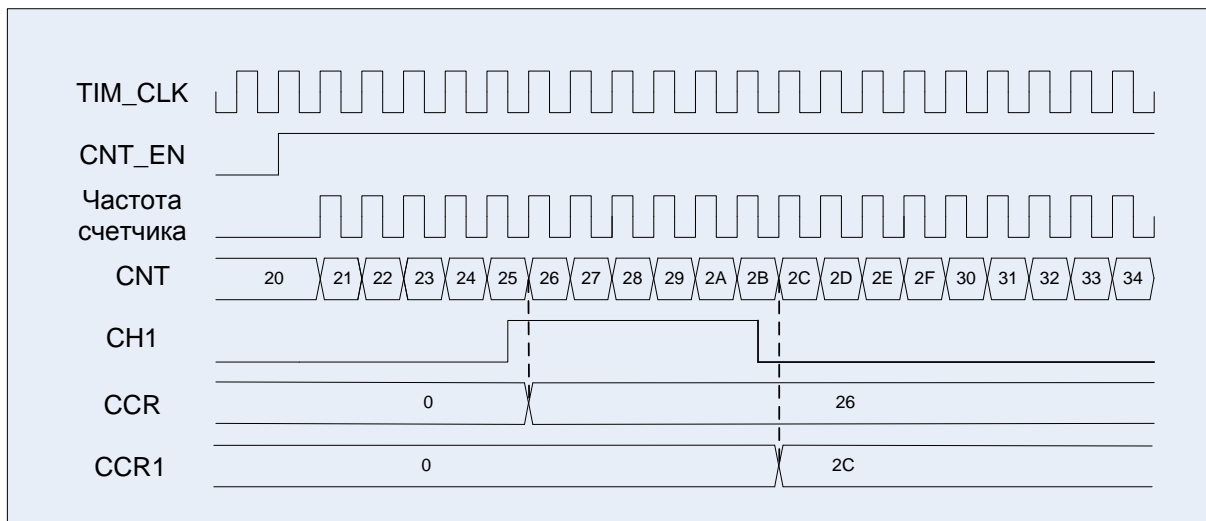 TIM_CLK
CNT_EN
Частота
счетчика
CNT
20 21 22 23 24 25 26 27 28 29 2A 2B 2C 2D 2E 2F 30 31 32 33 34
CH1
CCR
0 26
CCR1
0 2C